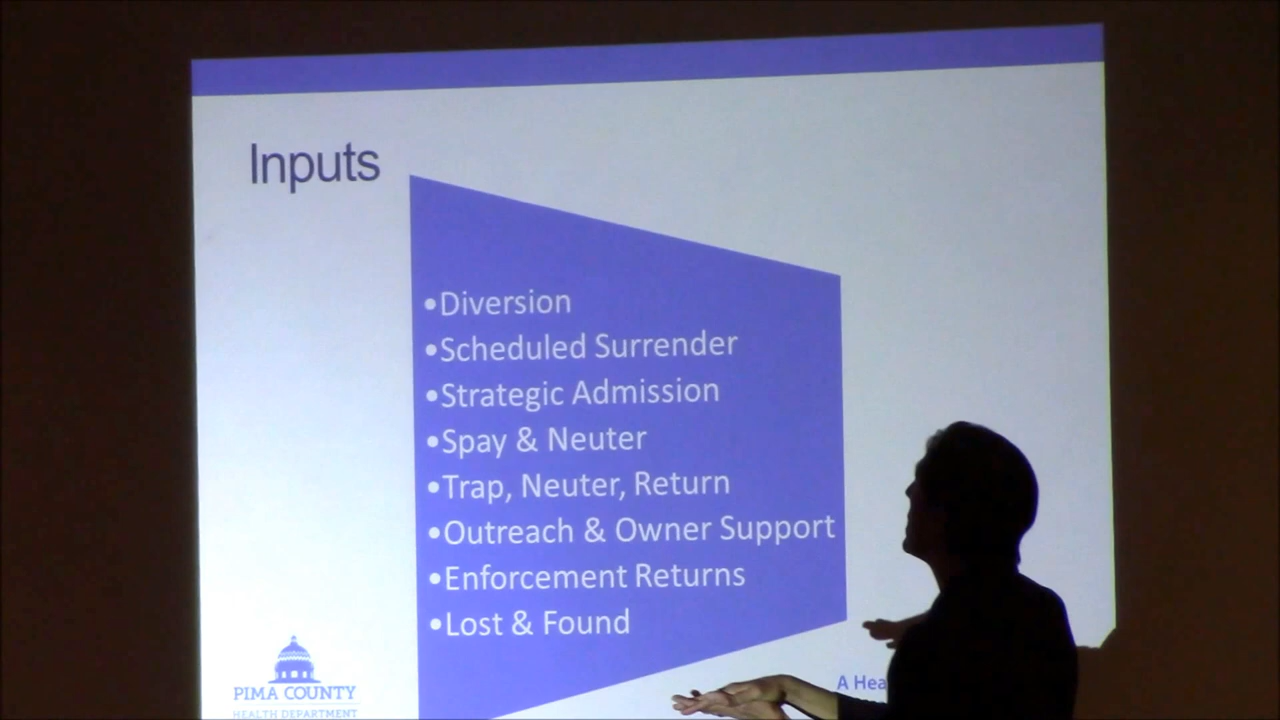 Inputs
•Diversion
•Scheduled Surrender
•Strategic Admission
•Spay & Neuter
•Trap, Neuter, Return
•Outreach & Owner Support
•Enforcement Returns
•Lost & Found
PIMA COUNTY
HEALTH DEPARTMENT
A Hea